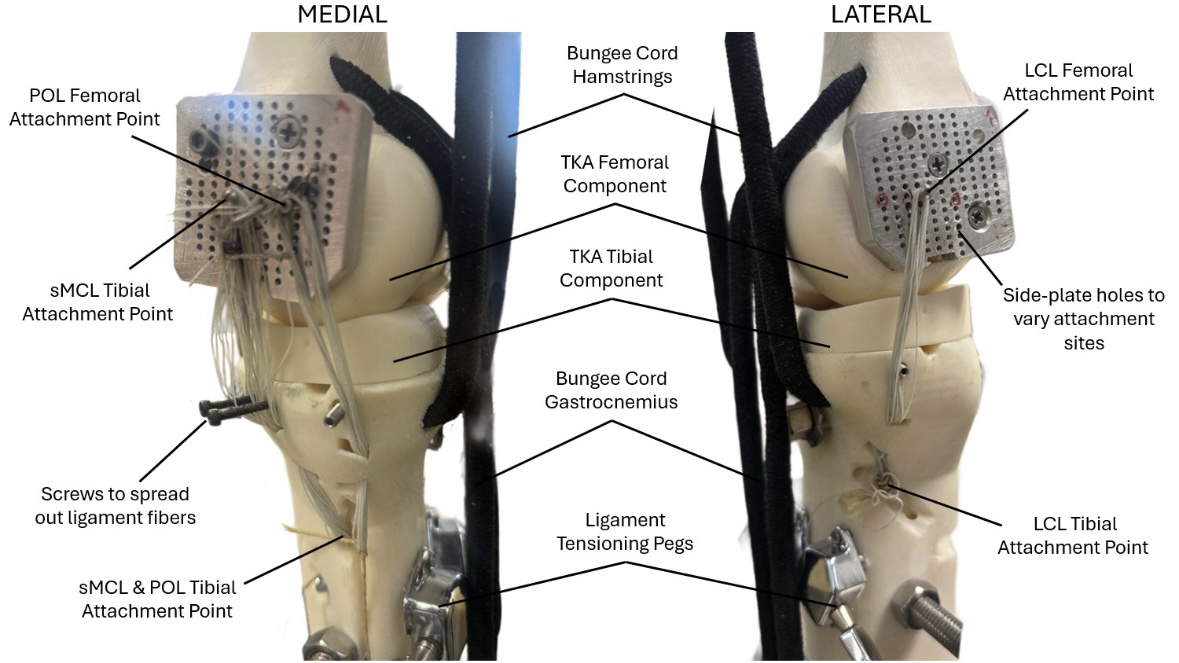 MEDIAL
LATERAL
POL Femoral
Attachment Point
Bungee Cord
Hamstrings
LCL Femoral
Attachment Point
TKA Femoral
Component
sMCL Tibial
Attachment Point
TKA Tibial
Component
Side-plate holes to
vary attachment
sites
Bungee Cord
Gastrocnemius
Screws to spread
out ligament fibers
Ligament
Tensioning Pegs
LCL Tibial
Attachment Point
sMCL & POL Tibial
Attachment Point